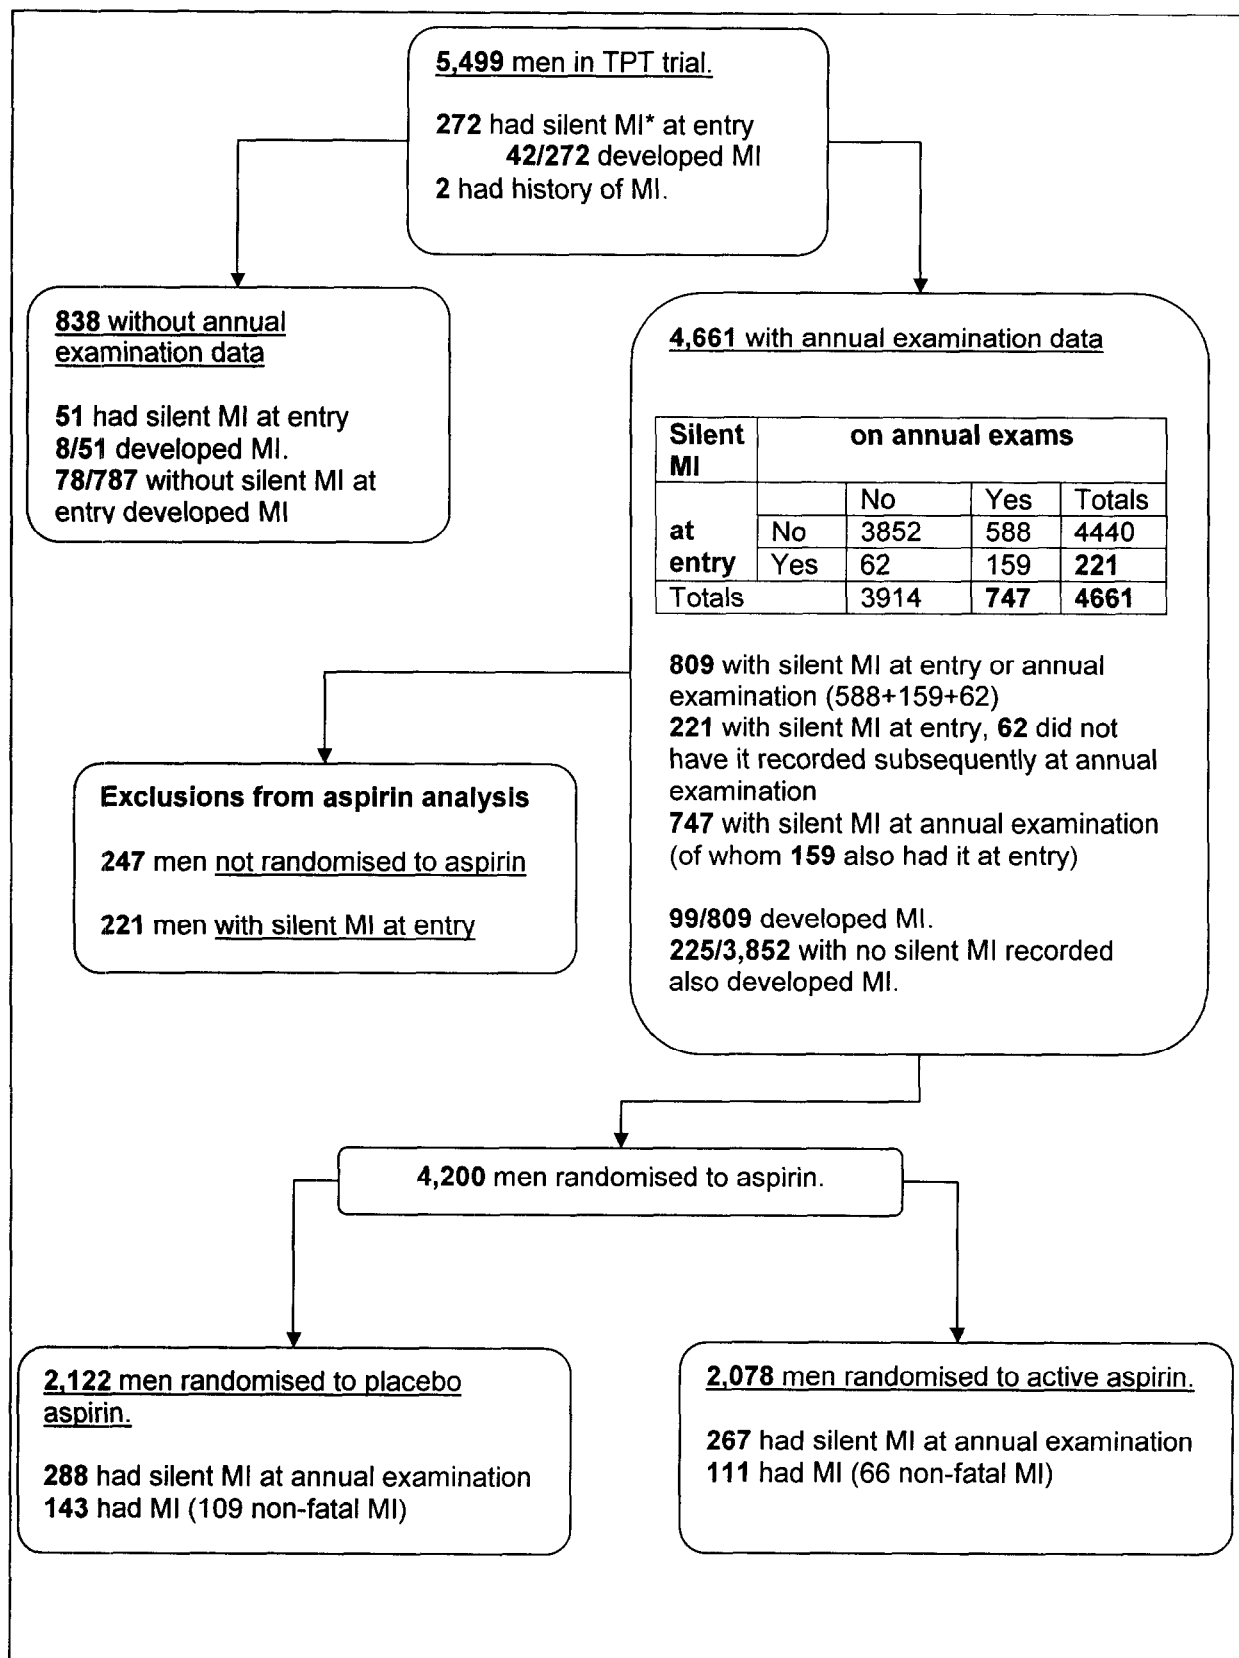 5,499 men in TPT trial.
272 had silent MI* at entry
42/272 developed MI
2 had history of MI.
838 without annual
examination data
51 had silent MI at entry
8/51 developed MI.
78/787 without silent MI at
entry developed MI
4,661 with annual examination data
Silent MI on annual exams
No Yes Totals
at entry No 3852 588 4440
Yes 62 159 221
Totals 3914 747 4661
809 with silent MI at entry or annual
examination (588+159+62)
221 with silent MI at entry, 62 did not
have it recorded subsequently at annual
examination
747 with silent MI at annual examination
(of whom 159 also had it at entry)
99/809 developed MI.
225/3,852 with no silent MI recorded
also developed MI.
Exclusions from aspirin analysis
247 men not randomised to aspirin
221 men with silent MI at entry
4,200 men randomised to aspirin.
2,122 men randomised to placebo
aspirin.
288 had silent MI at annual examination
143 had MI (109 non-fatal MI)
2,078 men randomised to active aspirin.
267 had silent MI at annual examination
111 had MI (66 non-fatal MI)